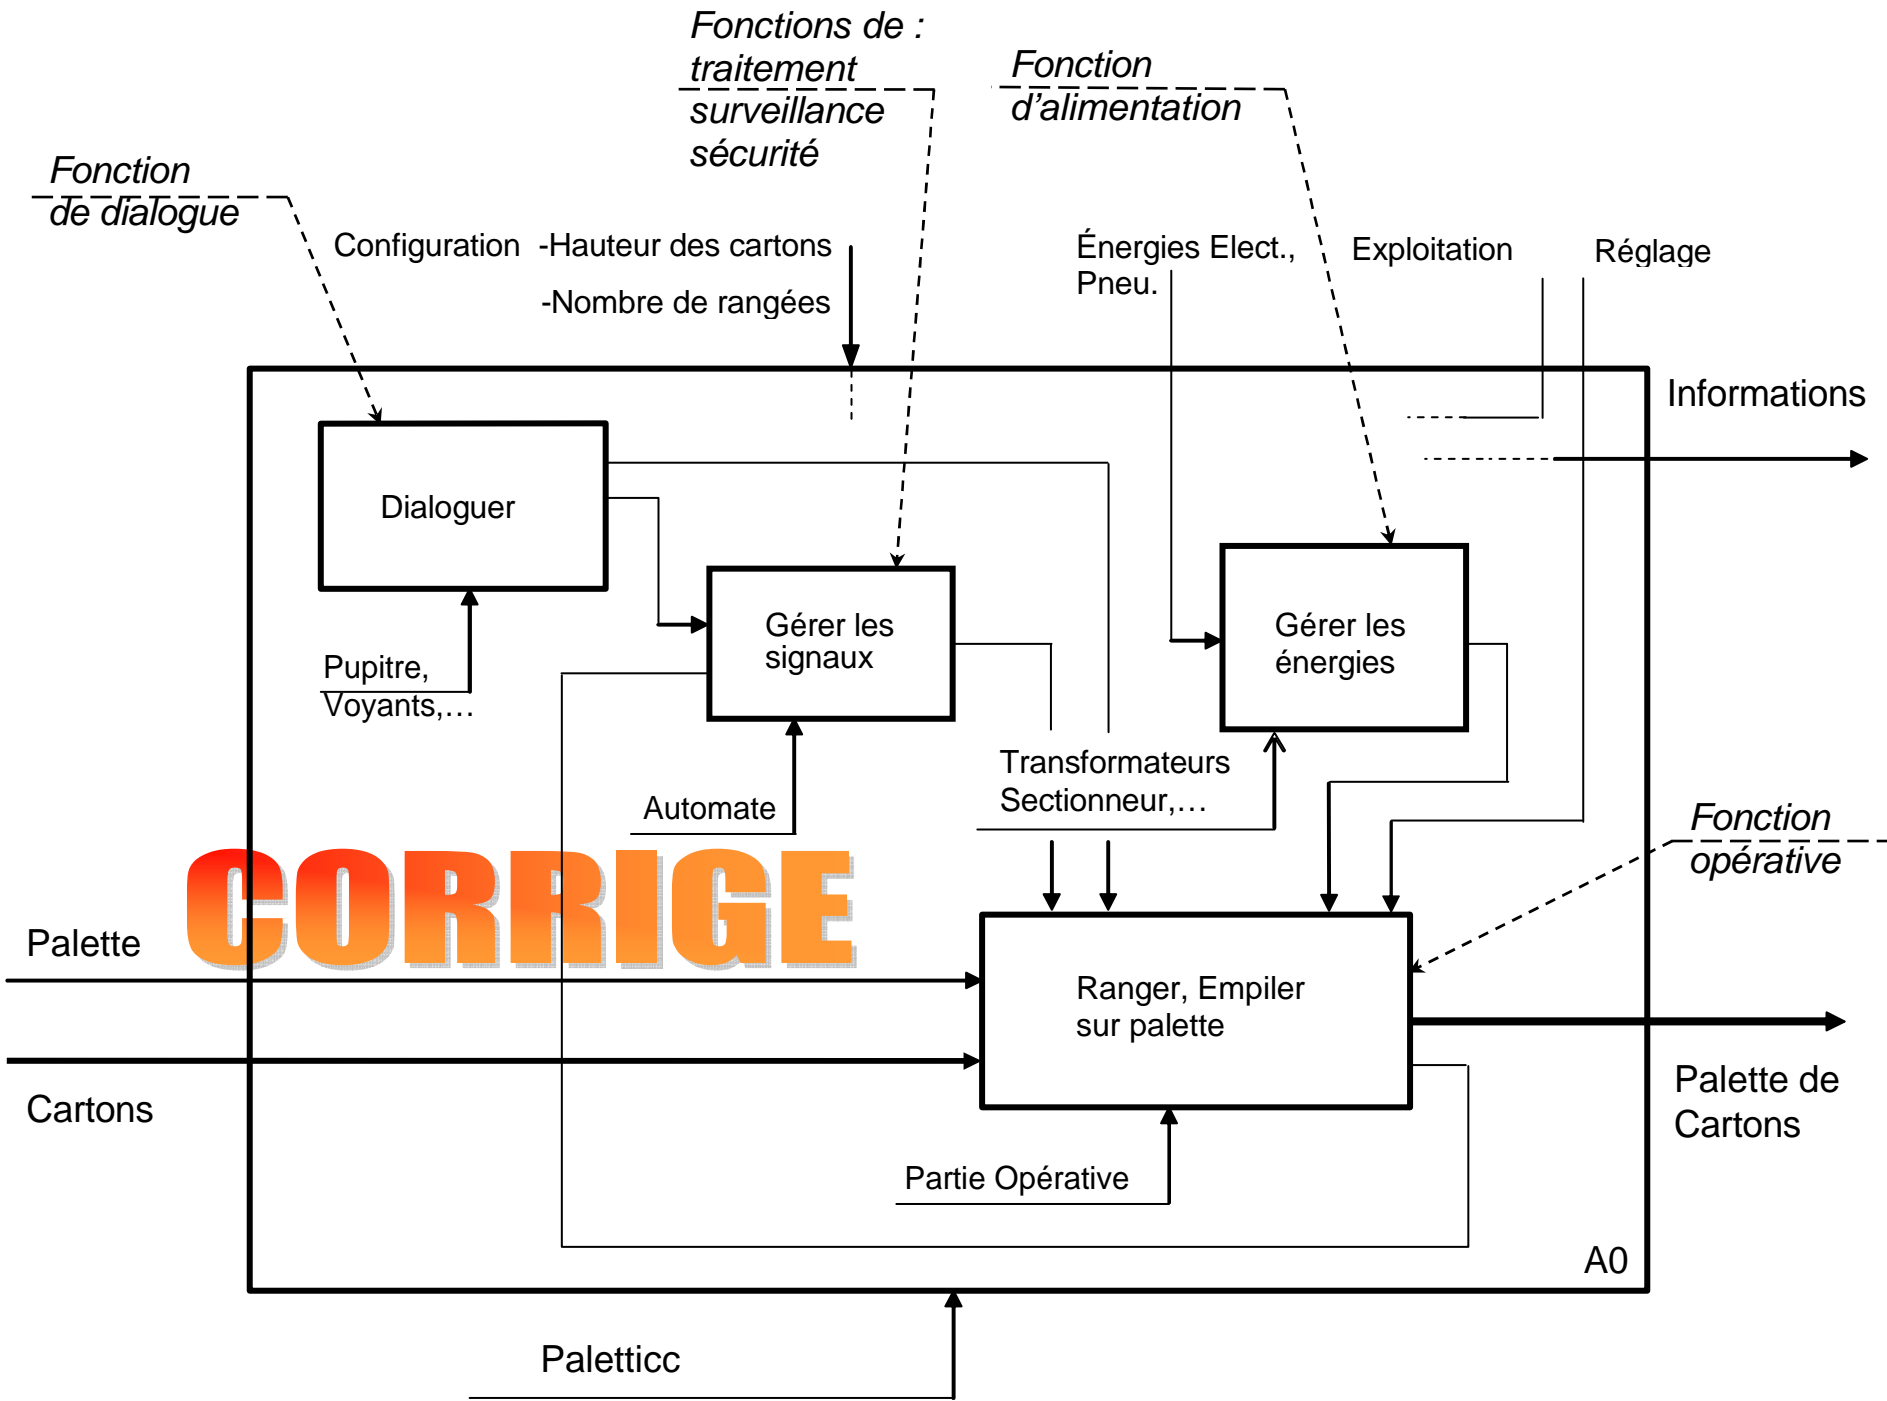 Fonctions de :
traitement
surveillance
sécurité
Fonction
d'alimentation
Fonction
de dialogue
Configuration -Hauteur des cartons
-Nombre de rangées
Énergies Elect.,
Pneu.
Exploitation
Réglage
Informations
Dialoguer
Gérer les
signaux
Gérer les
énergies
Pupitre,
Voyants,…
Automate
Transformateurs
Sectionneur,…
Fonction
opérative
CORRIGE
Palette
Cartons
Ranger, Empiler
sur palette
Palette de
Cartons
Partie Opérative
A0
Paletticc